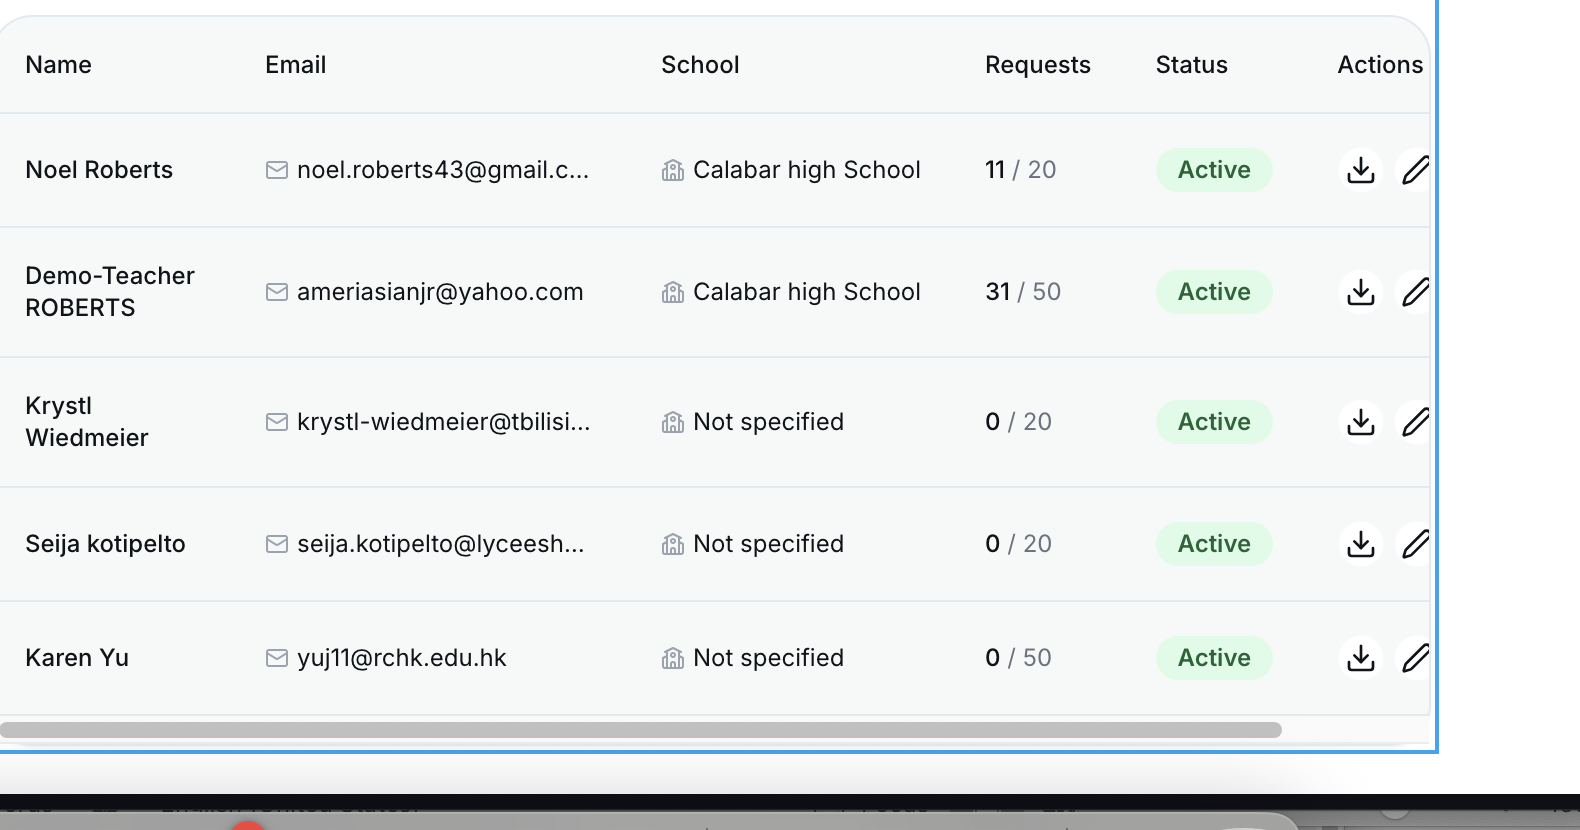 Name Email School Requests Status Actions
Noel Roberts noel.roberts43@gmail.c... Calabar high School 11 / 20 Active
Demo-Teacher
ROBERTS ameriasianjr@yahoo.com Calabar high School 31 / 50 Active
Krystl
Wiedmeier krystl-wiedmeier@tbilisi... Not specified 0 / 20 Active
Seija kotipelto seija.kotipelto@lyceesh... Not specified 0 / 20 Active
Karen Yu yuj11@rchk.edu.hk Not specified 0 / 50 Active